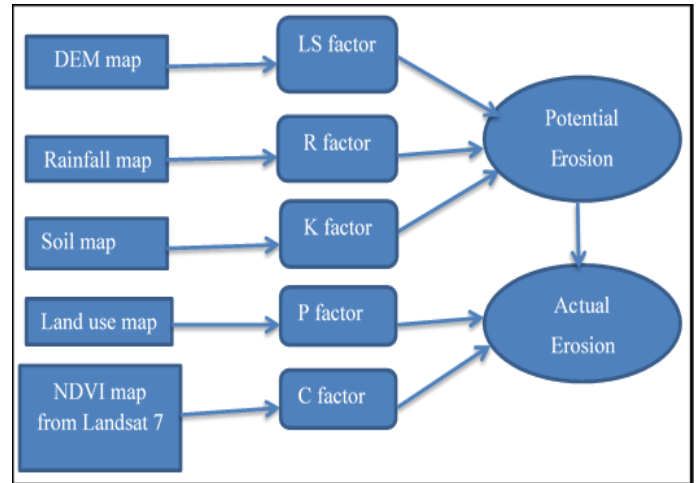 DEM map
LS factor
Potential
Erosion
Rainfall map
R factor
Soil map
K factor
Land use map
P factor
Actual
Erosion
NDVI map
from Landsat 7
C factor